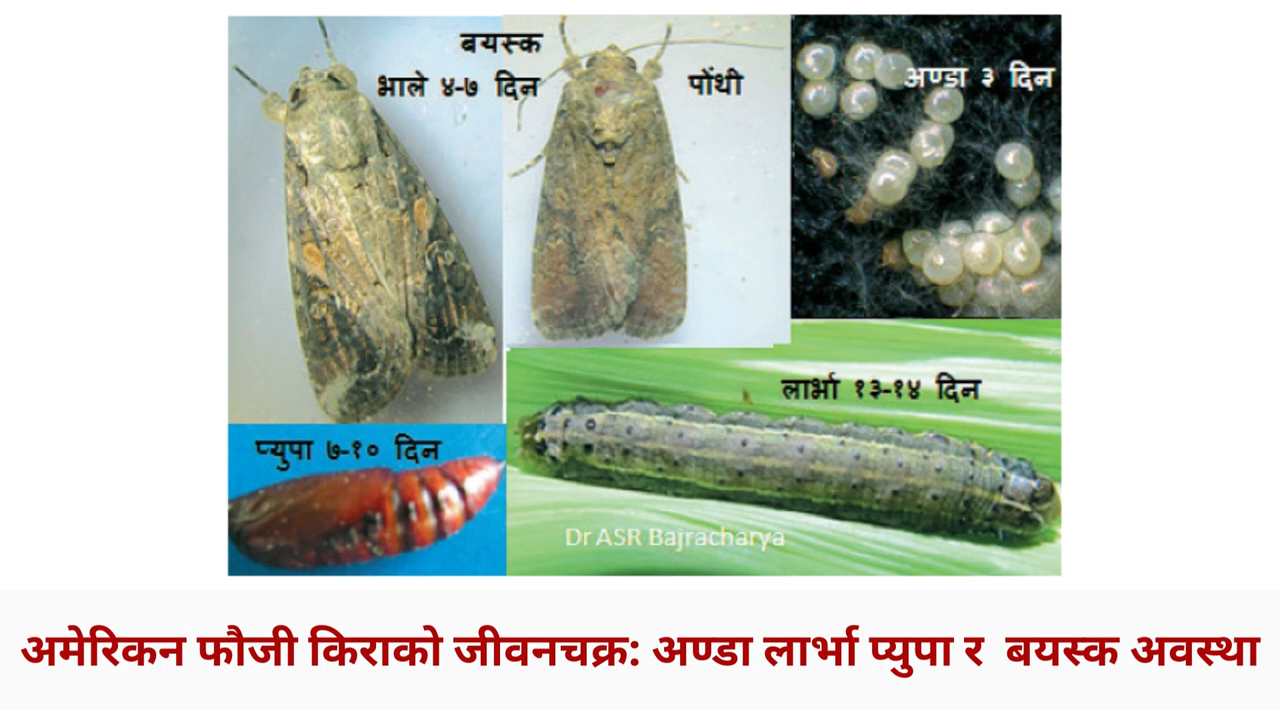 बयस्क
भाले ४-७ दिन
पोंथी
अण्डा ३ दिन
लार्भा १३-१४ दिन
प्युपा ७-१० दिन
Dr ASR Bajracharya
अमेरिकन फौजी किराको जीवनचक्र: अण्डा लार्भा प्युपा र बयस्क अवस्था